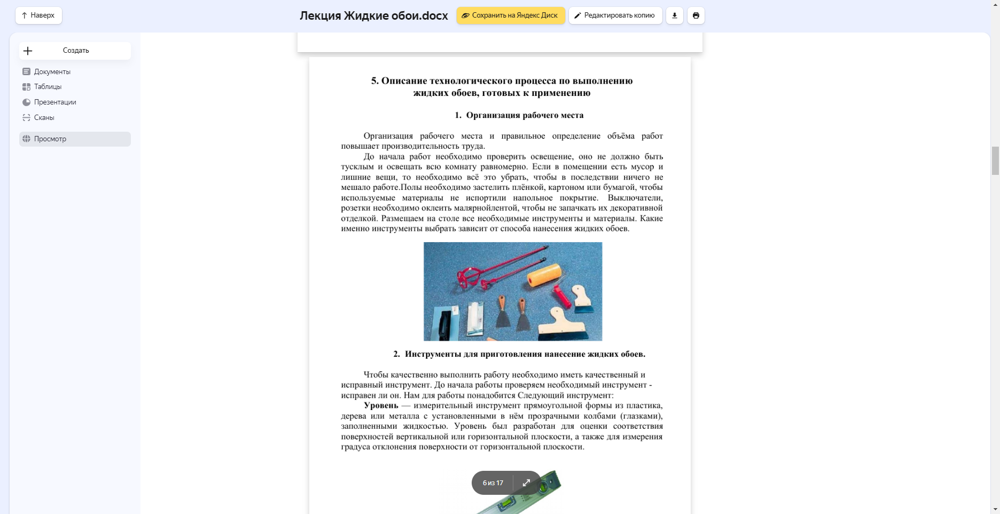 Наверх
Лекция Жидкие обои.docx
Сохранить на Яндекс Диск
Редактировать копию
Создать
Документы
Таблицы
Презентации
Сканы
Просмотр
5. Описание технологического процесса по выполнению
жидких обоев, готовых к применению
1. Организация рабочего места
Организация рабочего места и правильное определение объёма работ
повышает производительность труда.
До начала работ необходимо проверить освещение, оно не должно быть
тусклым и освещать всю комнату равномерно. Если в помещении есть мусор и
лишние вещи, то необходимо всё это убрать, чтобы в последствии ничего не
мешало работе.Полы необходимо застелить плёнкой, картоном или бумагой, чтобы
используемые материалы не испортили напольное покрытие. Выключатели,
розетки необходимо оклеить малярнойлентой, чтобы не запачкать их декоративной
отделкой. Размещаем на столе все необходимые инструменты и материалы. Какие
именно инструменты выбрать зависит от способа нанесения жидких обоев.
2. Инструменты для приготовления нанесение жидких обоев.
Чтобы качественно выполнить работу необходимо иметь качественный и
исправный инструмент. До начала работы проверяем необходимый инструмент -
исправен ли он. Нам для работы понадобится Следующий инструмент:
Уровень — измерительный инструмент прямоугольной формы из пластика,
дерева или металла с установленными в нём прозрачными колбами (глазками),
заполненными жидкостью. Уровень был разработан для оценки соответствия
поверхностей вертикальной или горизонтальной плоскости, а также для измерения
градуса отклонения поверхности от горизонтальной плоскости.
6 из 17